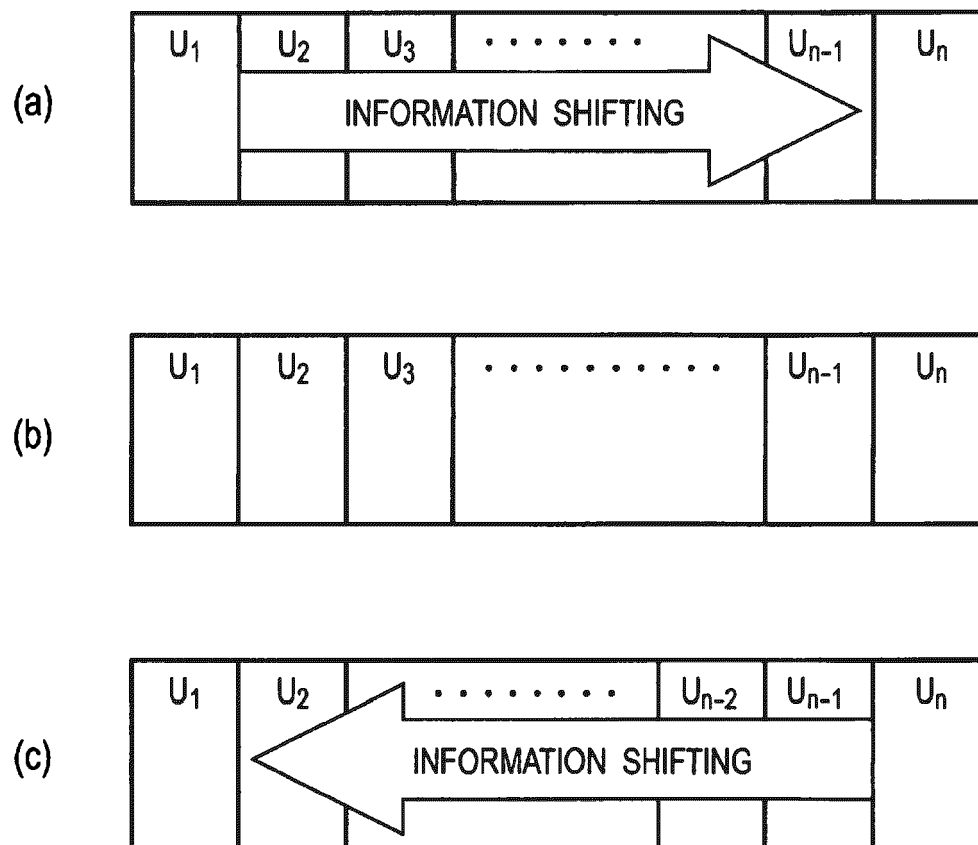 U₁ U₂ U₃ ······· Uₙ₋₁ Uₙ
(a)
INFORMATION SHIFTING
U₁ U₂ U₃ ·········· Uₙ₋₁ Uₙ
(b)
U₁ U₂ ········ Uₙ₋₂ Uₙ₋₁ Uₙ
(c)
INFORMATION SHIFTING